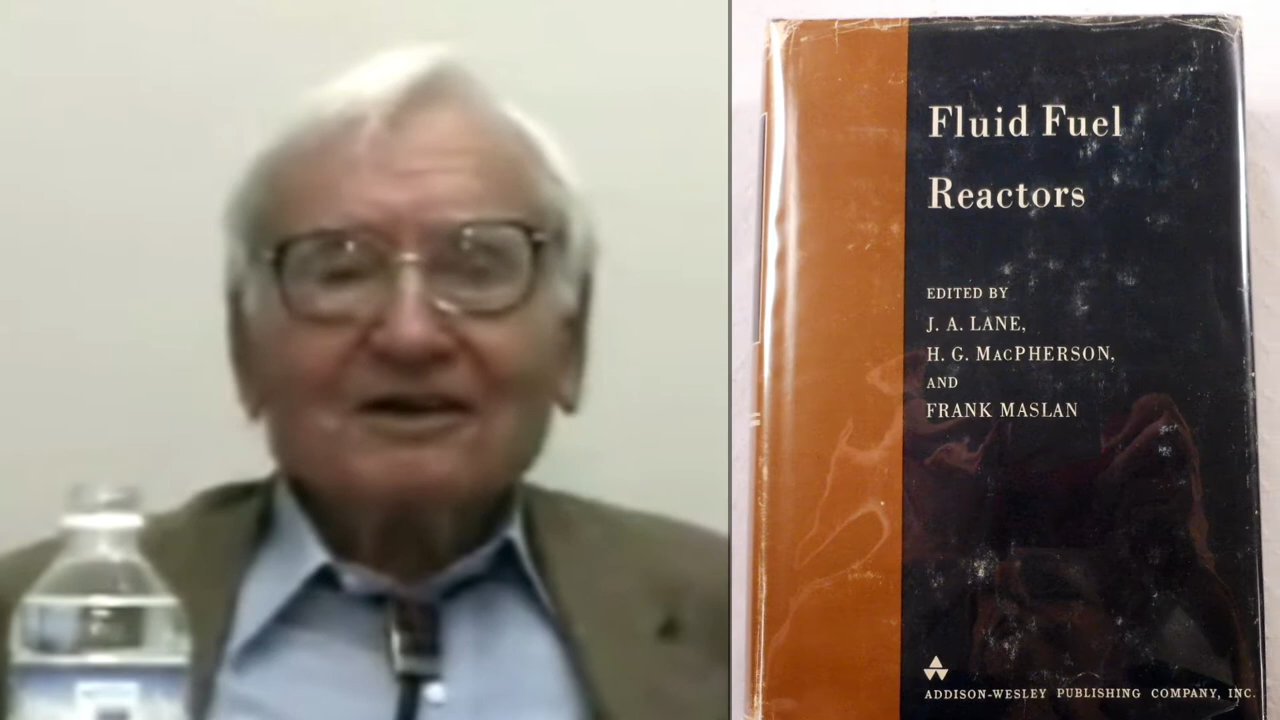 Fluid Fuel
Reactors
EDITED BY
J. A. LANE,
H. G. MACPHERSON,
AND
FRANK MASLAN
ADDISON-WESLEY PUBLISHING COMPANY, INC.